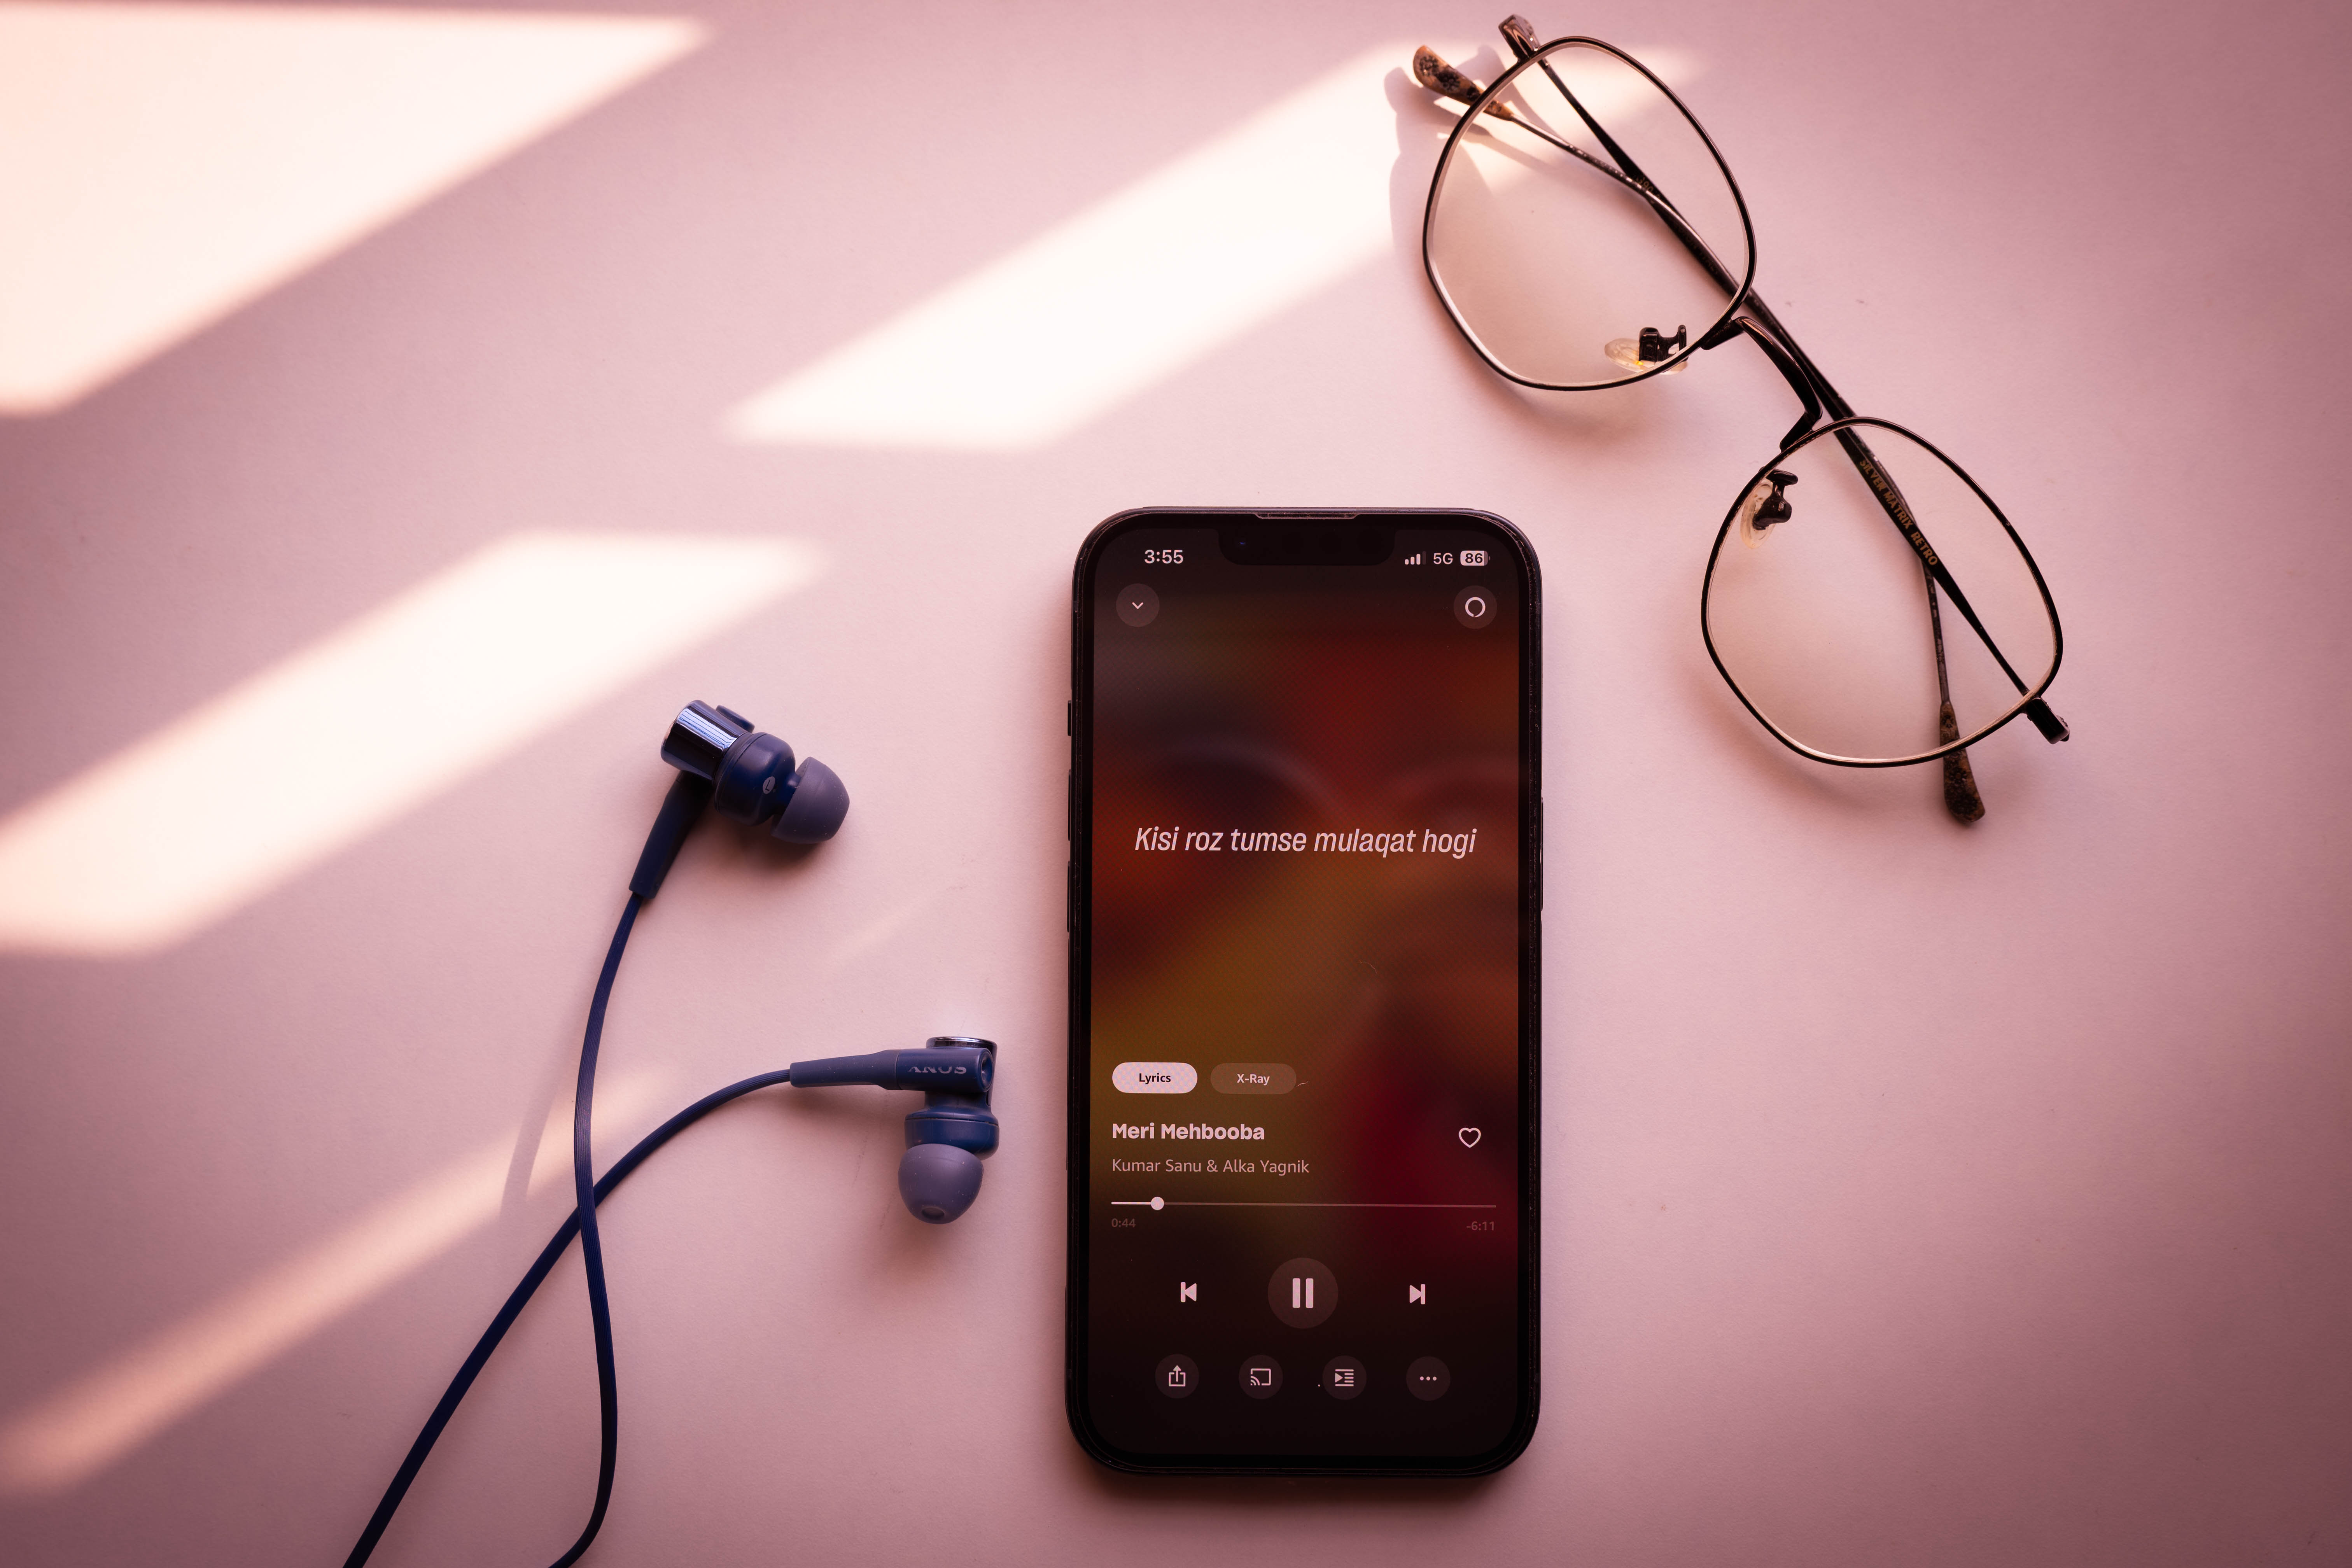 SILVER MATRIX RETRO
3:55 5G 86
Kisi roz tumse mulaqat hogi
L
SONY
Lyrics X-Ray
Meri Mehbooba
Kumar Sanu & Alka Yagnik
0:44 -6:11